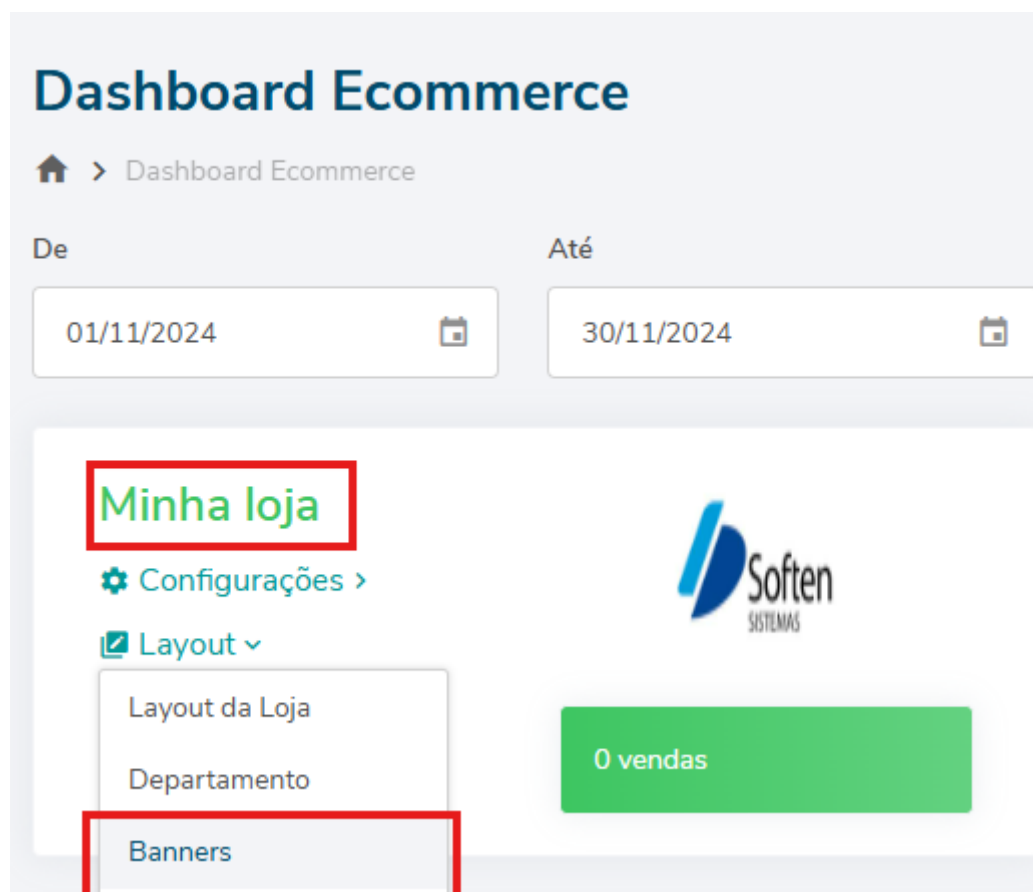 Dashboard Ecommerce
> Dashboard Ecommerce
De
Até
01/11/2024
30/11/2024
Minha loja
Configurações >
Layout
Soften
SISTEMAS
Layout da Loja
Departamento
Banners
0 vendas